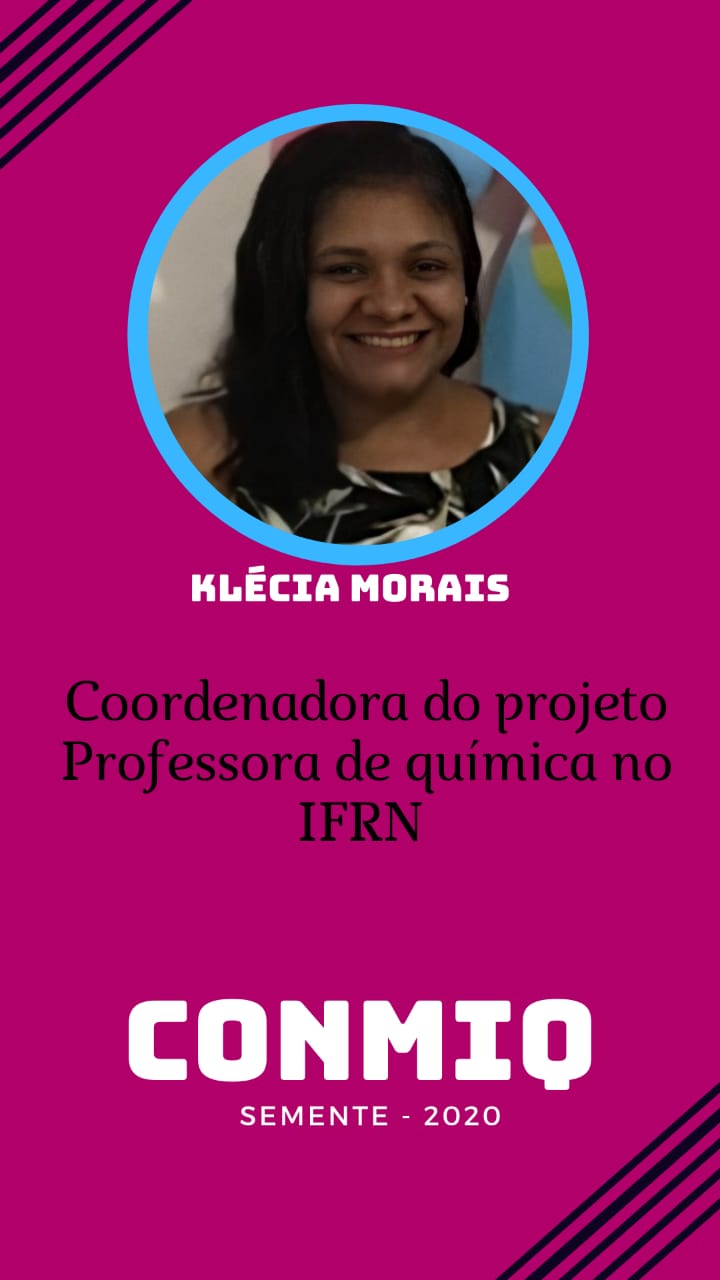 KLÉCIA MORAIS
Coordenadora do projeto
Professora de química no
IFRN
CONMIQ
SEMENTE - 2020